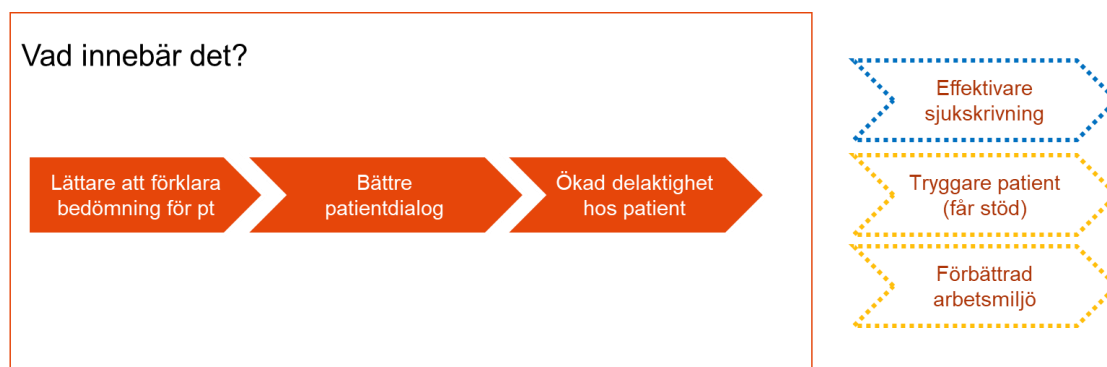 Vad innebär det?
Lättare att förklara
bedömning för pt
Bättre
patientdialog
Ökad delaktighet
hos patient
Effektivare
sjukskrivning
Tryggare patient
(får stöd)
Förbättrad
arbetsmiljö